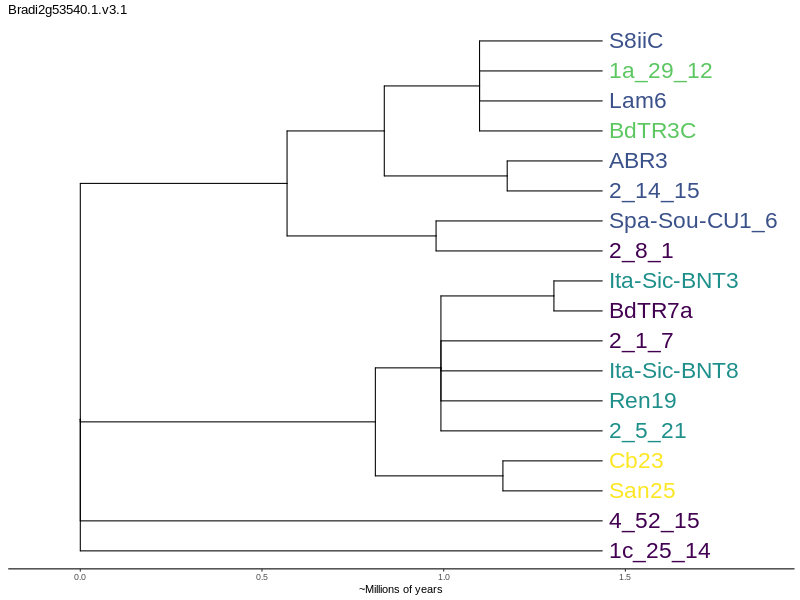 Bradi2g53540.1.v3.1
S8iiC
1a_29_12
Lam6
BdTR3C
ABR3
2_14_15
Spa-Sou-CU1_6
2_8_1
Ita-Sic-BNT3
BdTR7a
2_1_7
Ita-Sic-BNT8
Ren19
2_5_21
Cb23
San25
4_52_15
1c_25_14
0.0 0.5 1.0 1.5
~Millions of years